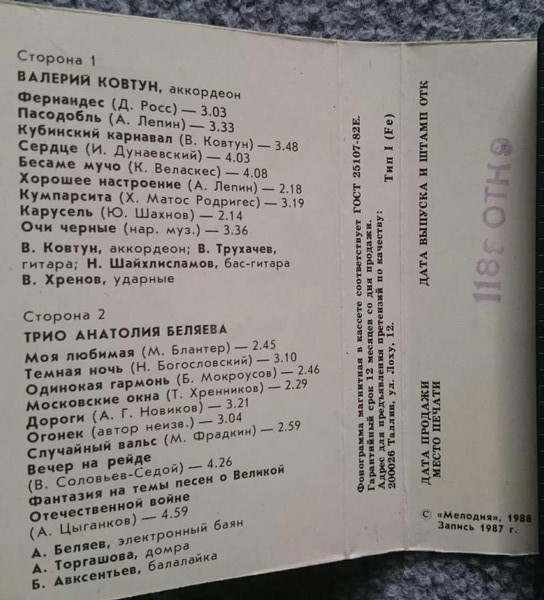 Сторона 1
ВАЛЕРИЙ КОВТУН, аккордеон
Фернандес (Д. Росс) — 3.03
Пасодобль (А. Лепин) — 3.33
Кубинский карнавал (В. Ковтун) — 3.48
Сердце (И. Дунаевский) — 4.03
Бесаме мучо (К. Веласкес) — 4.08
Хорошее настроение (А. Лепин) — 2.18
Кумпарсита (Х. Матос Родригес) — 3.19
Карусель (Ю. Шахнов) — 2.14
Очи черные (нар. муз.) — 3.36
В. Ковтун, аккордеон; В. Трухачев,
гитара; Н. Шайхлисламов, бас-гитара
В. Хренов, ударные
Сторона 2
ТРИО АНАТОЛИЯ БЕЛЯЕВА
Моя любимая (М. Блантер) — 2.45
Темная ночь (Н. Богословский) — 3.10
Одинокая гармонь (Б. Мокроусов) — 2.46
Московские окна (Т. Хренников) — 2.29
Дороги (А. Г. Новиков) — 3.21
Огонек (автор неизв.) — 3.04
Случайный вальс (М. Фрадкин) — 2.59
Вечер на рейде
(В. Соловьев-Седой) — 4.26
Фантазия на темы песен о Великой
Отечественной войне
(А. Цыганков) — 4.59
А. Беляев, электронный баян
А. Торгашова, домра
Б. Авксентьев, балалайка
Фонограмма магнитная в кассете соответствует ГОСТ 25107-82Е.
Гарантийный срок 12 месяцев со дня продажи.
Адрес для предъявления претензий по качеству:
200026 Таллин, ул. Лоху, 12. Тип I (Fe)
ДАТА ВЫПУСКА И ШТАМП ОТК
ДАТА ПРОДАЖИ
МЕСТО ПЕЧАТИ
1188 ОТН9
© «Мелодия», 1988
Запись 1987 г.